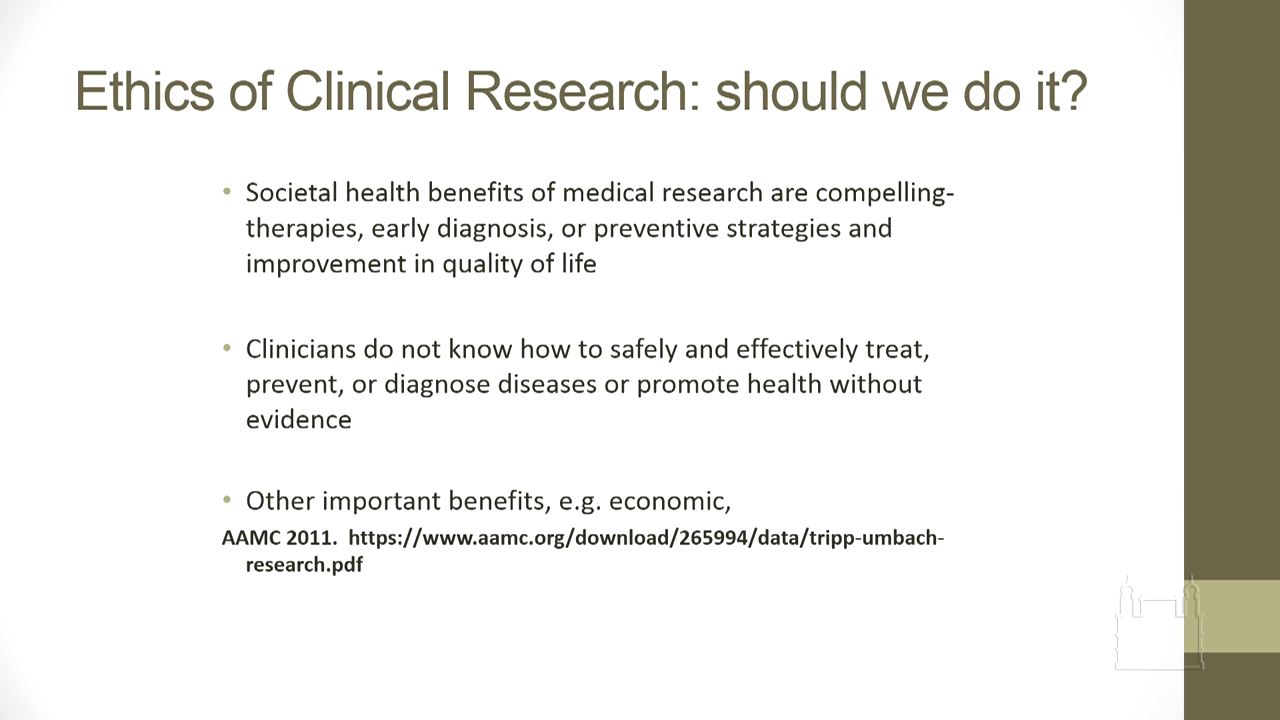 Ethics of Clinical Research: should we do it?
• Societal health benefits of medical research are compelling-
therapies, early diagnosis, or preventive strategies and
improvement in quality of life
• Clinicians do not know how to safely and effectively treat,
prevent, or diagnose diseases or promote health without
evidence
• Other important benefits, e.g. economic,
AAMC 2011. https://www.aamc.org/download/265994/data/tripp-umbach-
research.pdf